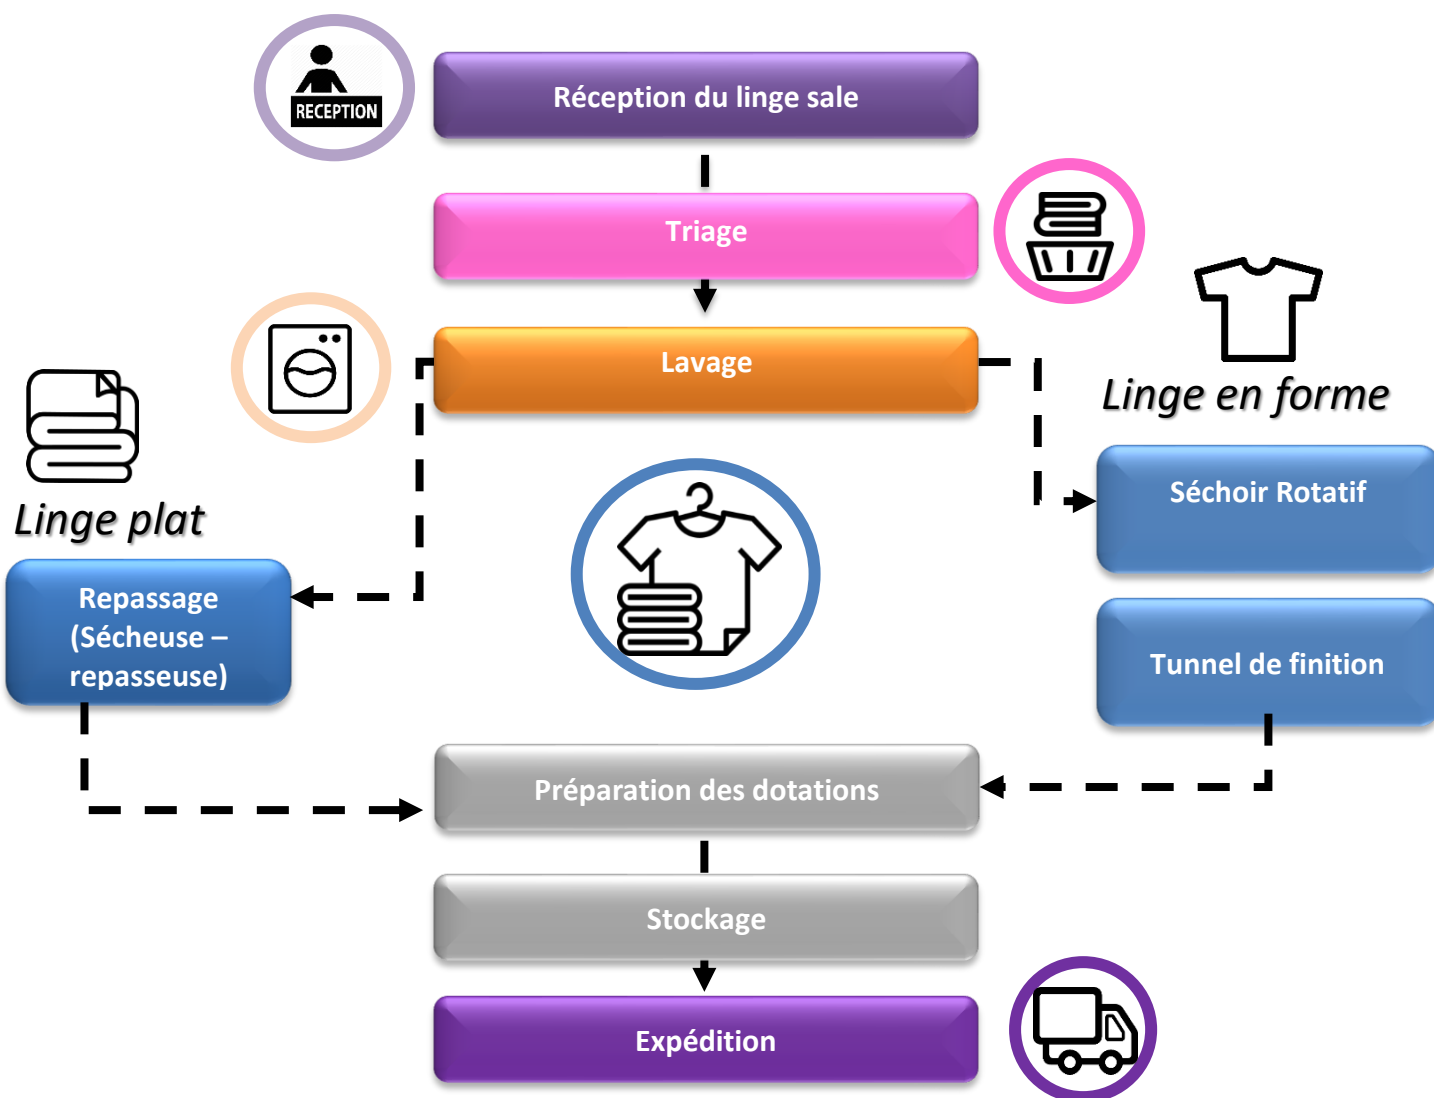 RECEPTION
Réception du linge sale
Triage
Lavage
Linge en forme
Séchoir Rotatif
Linge plat
Repassage
(Sécheuse –
repasseuse)
Tunnel de finition
Préparation des dotations
Stockage
Expédition